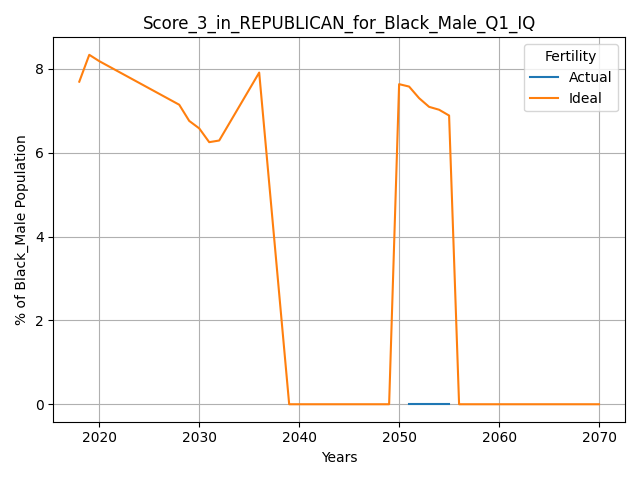 Score_3_in_REPUBLICAN_for_Black_Male_Q1_IQ
Fertility
Actual
Ideal
% of Black_Male Population
8
6
4
2
0
2020 2030 2040 2050 2060 2070
Years